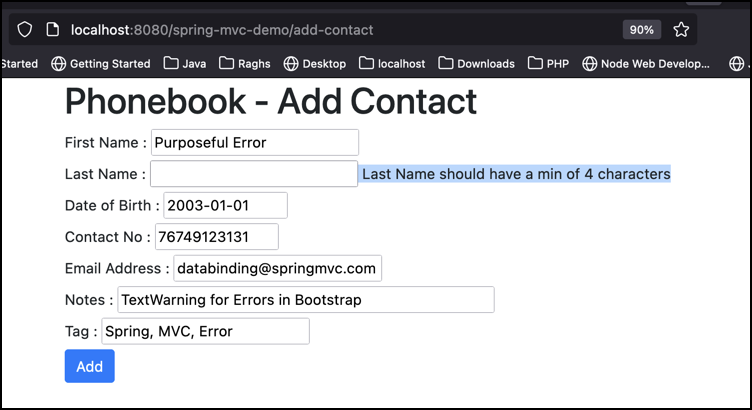 localhost:8080/spring-mvc-demo/add-contact 90%
Started Getting Started Java Raghs Desktop localhost Downloads PHP Node Web Develop...
Phonebook - Add Contact
First Name : Purposeful Error
Last Name : Last Name should have a min of 4 characters
Date of Birth : 2003-01-01
Contact No : 76749123131
Email Address : databinding@springmvc.com
Notes : TextWarning for Errors in Bootstrap
Tag : Spring, MVC, Error
Add